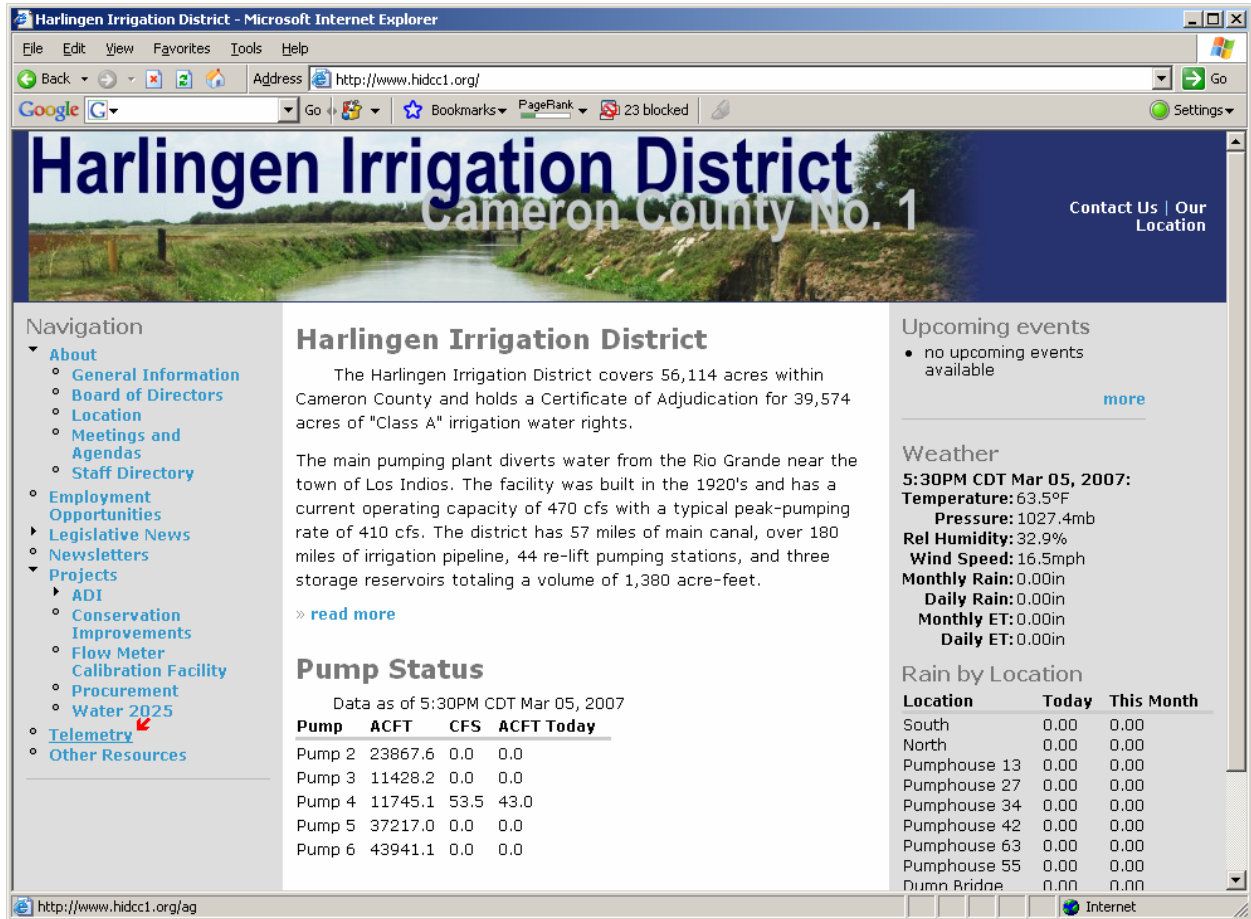 Harlingen Irrigation District - Microsoft Internet Explorer
File Edit View Favorites Tools Help
Back Address http://www.hidcc1.org/ Go
Google G Go Bookmarks PageRank 23 blocked Settings
Harlingen Irrigation District
Cameron County No. 1
Contact Us | Our
Location
Navigation
About
General Information
Board of Directors
Location
Meetings and
Agendas
Staff Directory
Employment
Opportunities
Legislative News
Newsletters
Projects
ADI
Conservation
Improvements
Flow Meter
Calibration Facility
Procurement
Water 2025
Telemetry
Other Resources
Harlingen Irrigation District
The Harlingen Irrigation District covers 56,114 acres within
Cameron County and holds a Certificate of Adjudication for 39,574
acres of "Class A" irrigation water rights.
The main pumping plant diverts water from the Rio Grande near the
town of Los Indios. The facility was built in the 1920's and has a
current operating capacity of 470 cfs with a typical peak-pumping
rate of 410 cfs. The district has 57 miles of main canal, over 180
miles of irrigation pipeline, 44 re-lift pumping stations, and three
storage reservoirs totaling a volume of 1,380 acre-feet.
» read more
Pump Status
Data as of 5:30PM CDT Mar 05, 2007
Pump ACFT CFS ACFT Today
Pump 2 23867.6 0.0 0.0
Pump 3 11428.2 0.0 0.0
Pump 4 11745.1 53.5 43.0
Pump 5 37217.0 0.0 0.0
Pump 6 43941.1 0.0 0.0
Upcoming events
• no upcoming events
available
more
Weather
5:30PM CDT Mar 05, 2007:
Temperature: 63.5°F
Pressure: 1027.4mb
Rel Humidity: 32.9%
Wind Speed: 16.5mph
Monthly Rain: 0.00in
Daily Rain: 0.00in
Monthly ET: 0.00in
Daily ET: 0.00in
Rain by Location
Location Today This Month
South 0.00 0.00
North 0.00 0.00
Pumphouse 13 0.00 0.00
Pumphouse 27 0.00 0.00
Pumphouse 34 0.00 0.00
Pumphouse 42 0.00 0.00
Pumphouse 63 0.00 0.00
Pumphouse 55 0.00 0.00
Dump Bridge 0.00 0.00
http://www.hidcc1.org/ag Internet